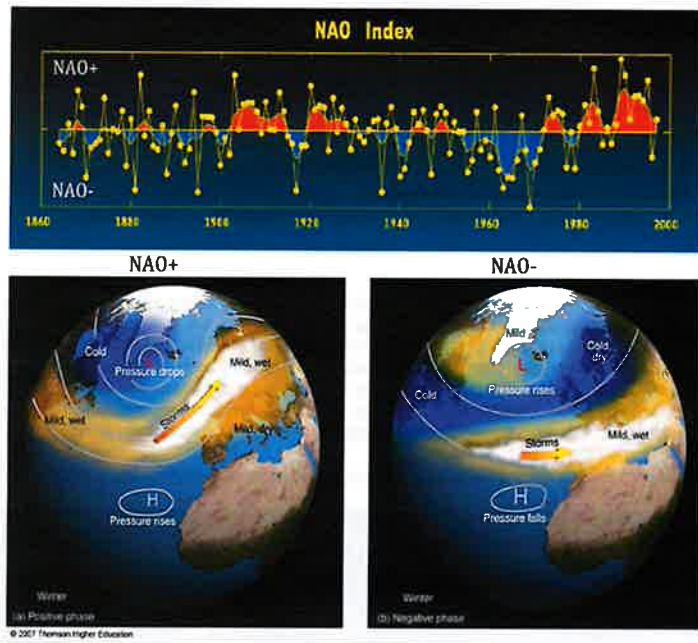 NAO Index
NAO+
NAO-
1860 1880 1900 1920 1940 1960 1980 2000
NAO+
NAO-
Cold
L
Pressure drops
Mild, wet
Mild, wet
Storms
Mild, dry
H
Pressure rises
Winter
(a) Positive phase
Mild
Cold, dry
L
Pressure rises
Cold
Storms
Mild, wet
H
Pressure falls
Winter
(b) Negative phase
© 2007 Thomson Higher Education